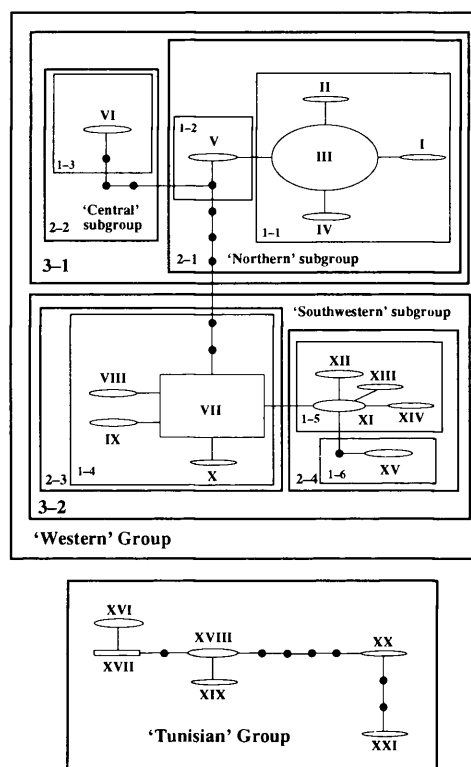 II
VI
1–2
V
III
I
1–3
IV
'Central' subgroup
1–1
2–2
2–1
'Northern' subgroup
3–1
'Southwestern' subgroup
XII
XIII
VIII
VII
XI
XIV
1–5
IX
X
XV
2–3
1–4
2–4
1–6
3–2
'Western' Group
XVI
XVIII
XX
XVII
XIX
XXI
'Tunisian' Group